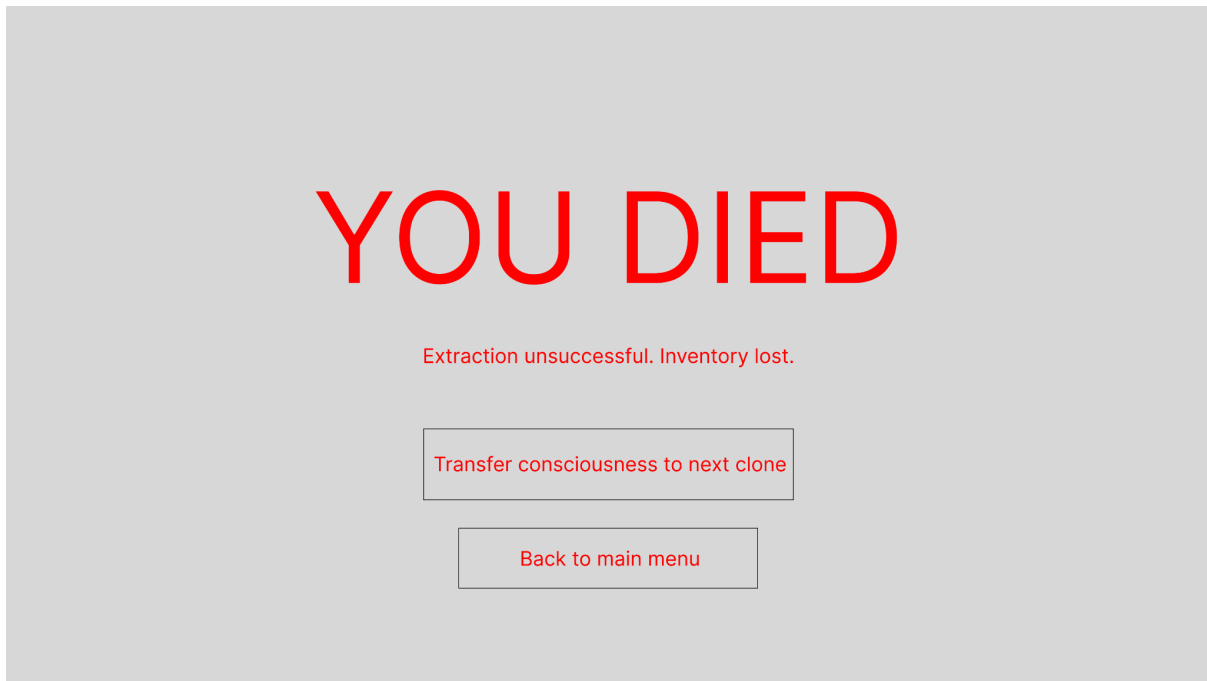 YOU DIED
Extraction unsuccessful. Inventory lost.
Transfer consciousness to next clone
Back to main menu